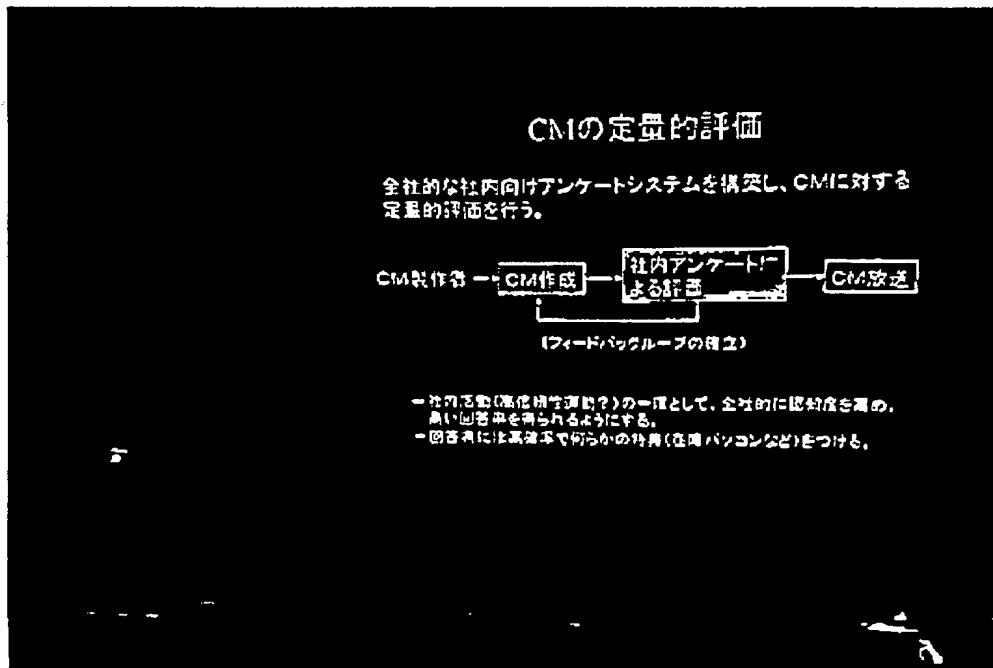 CMの定量的評価
全社的な社内向けアンケートシステムを構築し、CMに対する
定量的評価を行う。
CM製作者
CM作成
社内アンケートに
よる評価
CM放送
(フィードバックループの確立)
ー社内活動(高信頼性運動?)の一環として、全社的に認知度を高め、
高い回答率を得られるようにする。
ー回答者には高確率で何らかの特典(在庫パソコンなど)をつける。